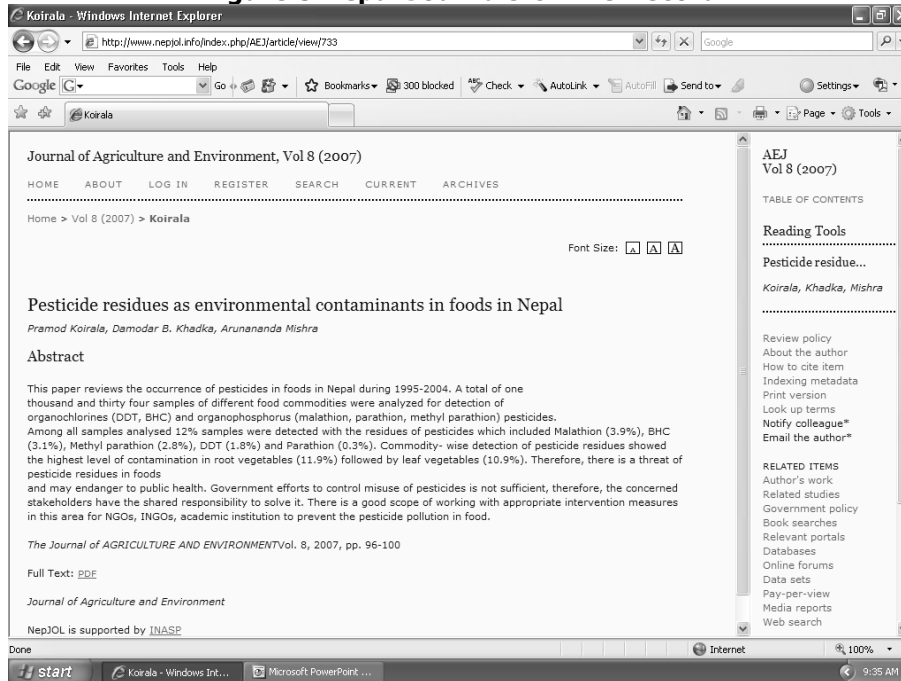 Koirala - Windows Internet Explorer
http://www.nepjol.info/index.php/AEJ/article/view/733
Google
File Edit View Favorites Tools Help
Google G Go Bookmarks 300 blocked ABC Check AutoLink AutoFill Send to Settings
Koirala
Page Tools
Journal of Agriculture and Environment, Vol 8 (2007)
HOME ABOUT LOG IN REGISTER SEARCH CURRENT ARCHIVES
Home > Vol 8 (2007) > Koirala
Font Size: A A A
Pesticide residues as environmental contaminants in foods in Nepal
Pramod Koirala, Damodar B. Khadka, Arunananda Mishra
Abstract
This paper reviews the occurrence of pesticides in foods in Nepal during 1995-2004. A total of one
thousand and thirty four samples of different food commodities were analyzed for detection of
organochlorines (DDT, BHC) and organophosphorus (malathion, parathion, methyl parathion) pesticides.
Among all samples analysed 12% samples were detected with the residues of pesticides which included Malathion (3.9%), BHC
(3.1%), Methyl parathion (2.8%), DDT (1.8%) and Parathion (0.3%). Commodity- wise detection of pesticide residues showed
the highest level of contamination in root vegetables (11.9%) followed by leaf vegetables (10.9%). Therefore, there is a threat of
pesticide residues in foods
and may endanger to public health. Government efforts to control misuse of pesticides is not sufficient, therefore, the concerned
stakeholders have the shared responsibility to solve it. There is a good scope of working with appropriate intervention measures
in this area for NGOs, INGOs, academic institution to prevent the pesticide pollution in food.
The Journal of AGRICULTURE AND ENVIRONMENTVol. 8, 2007, pp. 96-100
Full Text: PDF
Journal of Agriculture and Environment
NepJOL is supported by INASP
AEJ
Vol 8 (2007)
TABLE OF CONTENTS
Reading Tools
Pesticide residue...
Koirala, Khadka, Mishra
Review policy
About the author
How to cite item
Indexing metadata
Print version
Look up terms
Notify colleague*
Email the author*
RELATED ITEMS
Author's work
Related studies
Government policy
Book searches
Relevant portals
Databases
Online forums
Data sets
Pay-per-view
Media reports
Web search
Done Internet 100%
start Koirala - Windows Int... Microsoft PowerPoint ... 9:35 AM